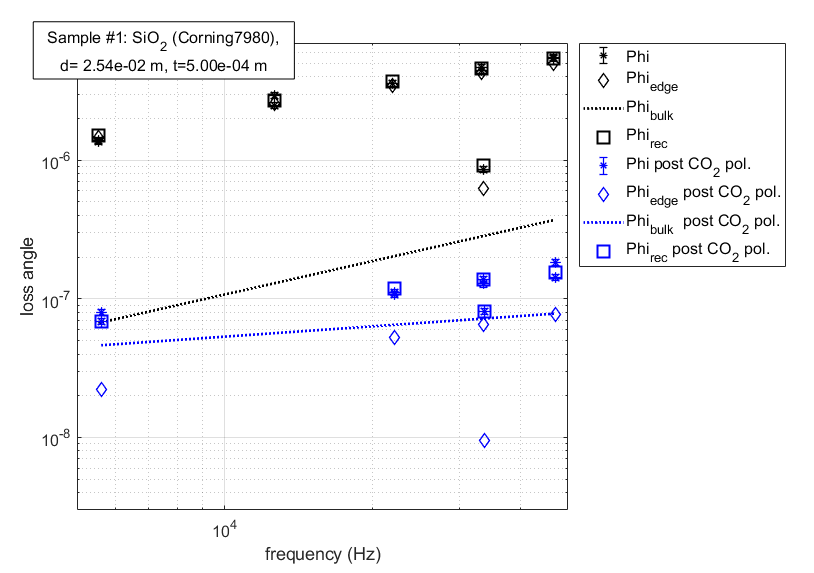 Sample #1: SiO2 (Corning7980),
d= 2.54e-02 m, t=5.00e-04 m
Phi
Phiedge
Phibulk
Phirec
Phi post CO2 pol.
Phiedge post CO2 pol.
Phibulk post CO2 pol.
Phirec post CO2 pol.
loss angle
10-6
10-7
10-8
104
frequency (Hz)